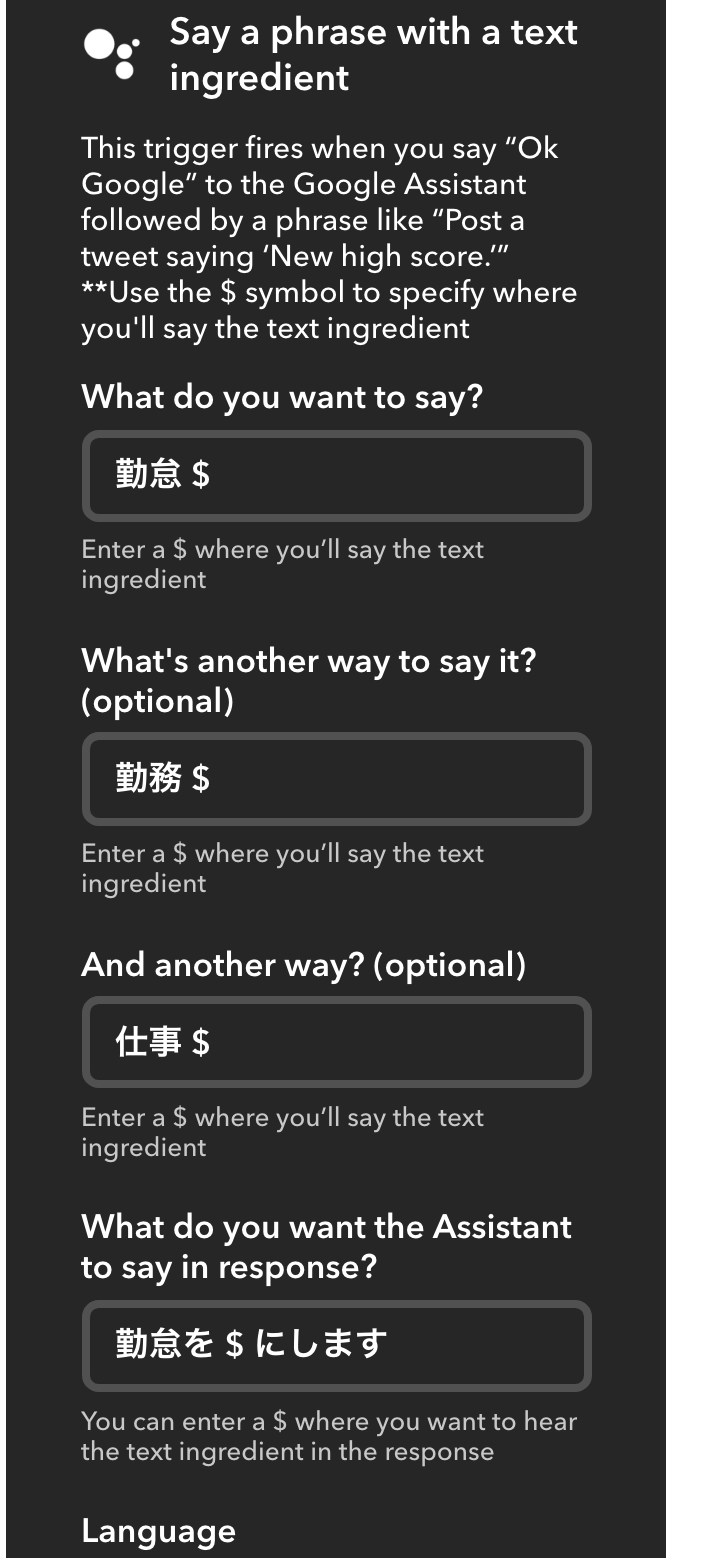 Say a phrase with a text
ingredient
This trigger fires when you say “Ok
Google” to the Google Assistant
followed by a phrase like “Post a
tweet saying ‘New high score.’”
**Use the $ symbol to specify where
you'll say the text ingredient
What do you want to say?
勤怠 $
Enter a $ where you’ll say the text
ingredient
What's another way to say it?
(optional)
勤務 $
Enter a $ where you’ll say the text
ingredient
And another way? (optional)
仕事 $
Enter a $ where you’ll say the text
ingredient
What do you want the Assistant
to say in response?
勤怠を $ にします
You can enter a $ where you want to hear
the text ingredient in the response
Language